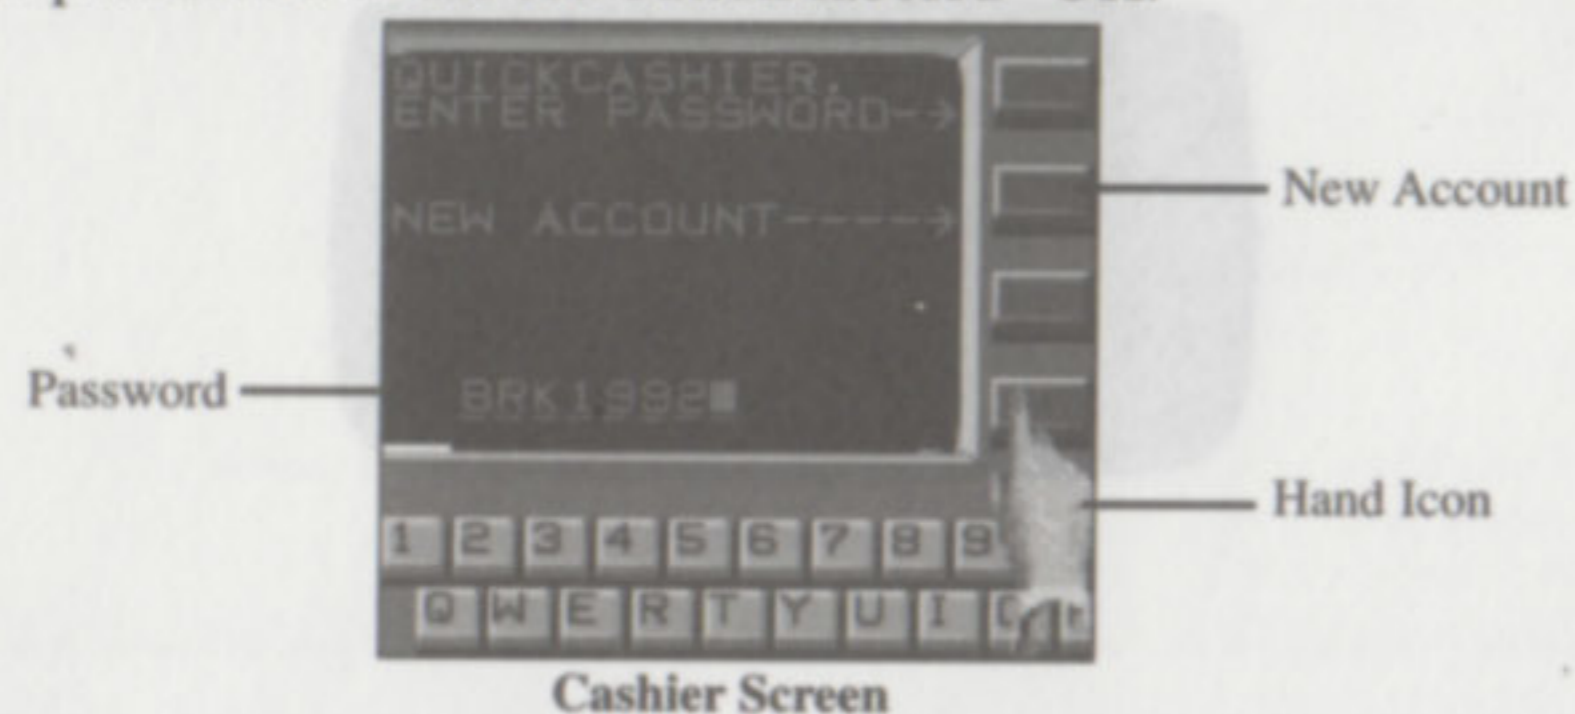 QUICKCASHIER.
ENTER PASSWORD-→
NEW ACCOUNT-----→
New Account
Password
BRK1992
Hand Icon
1 2 3 4 5 6 7 8 9
Q W E R T Y U I
Cashier Screen